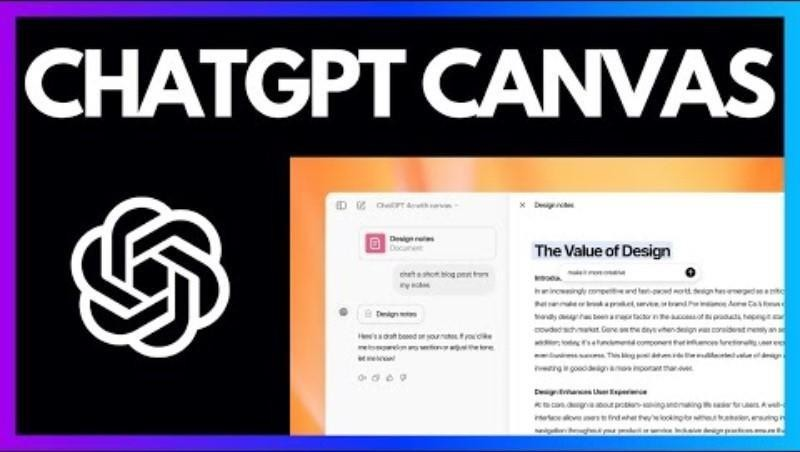 CHATGPT CANVAS
ChatGPT 4o with canvas
Design notes
Document
draft a short blog post from
my notes
Design notes
Here's a draft based on your notes. If you'd like
me to expand on any section or adjust the tone,
let me know!
Design notes
The Value of Design
make it more creative
In an increasingly competitive and fast-paced world, design has emerged as a
that can make or break a product, service, or brand. For instance, Acme Co's focus
friendly design has been a major factor in the success of its products, helping it
crowded tech market. Gone are the days when design was considered merely an
addition; today, it's a fundamental component that influences functionality, user
even business success. This blog post delves into the multifaceted value of design
investing in good design is more important than ever.
Design Enhances User Experience
At its core, design is about problem-solving and making life easier for users. A
interface allows users to find what they're looking for without frustration, ensuring
navigation throughout your product or service. Inclusive design practices ensure